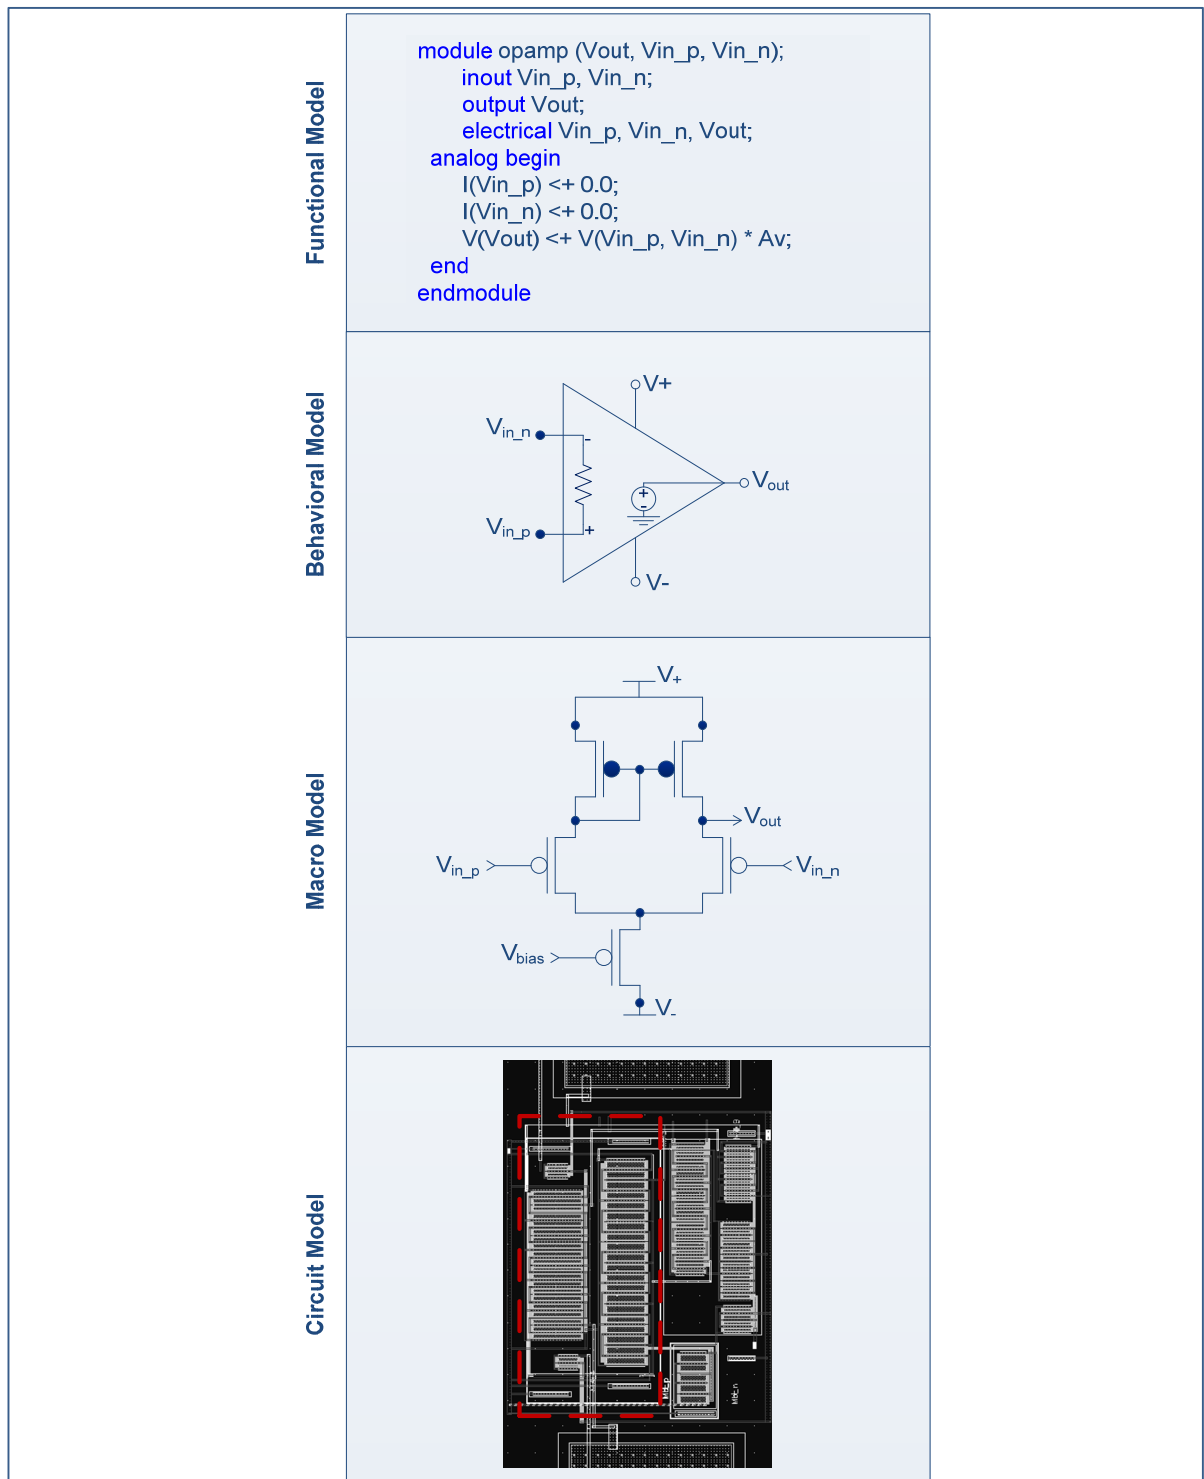 Functional Model
module opamp (Vout, Vin_p, Vin_n);
inout Vin_p, Vin_n;
output Vout;
electrical Vin_p, Vin_n, Vout;
analog begin
I(Vin_p) <+ 0.0;
I(Vin_n) <+ 0.0;
V(Vout) <+ V(Vin_p, Vin_n) * Av;
end
endmodule
Behavioral Model
V+
Vin_n
-
+
-
Vout
Vin_p
+
V-
Macro Model
V+
Vout
Vin_p
Vin_n
Vbias
V-
Circuit Model